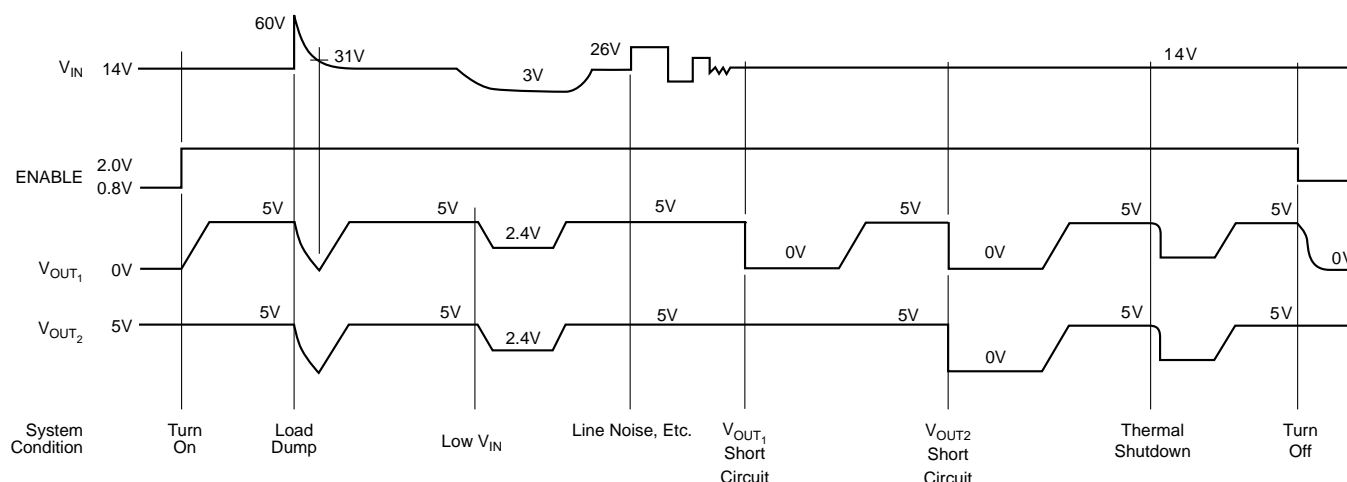 60V
31V
V_IN 14V
3V
26V
14V
ENABLE
2.0V
0.8V
5V 5V 5V 5V 5V 5V
2.4V
V_OUT1 0V
0V 0V 0V
V_OUT2 5V
5V 5V 5V 5V 5V 5V
2.4V
0V
System
Condition
Turn
On
Load
Dump
Low V_IN
Line Noise, Etc.
V_OUT1
Short
Circuit
V_OUT2
Short
Circuit
Thermal
Shutdown
Turn
Off